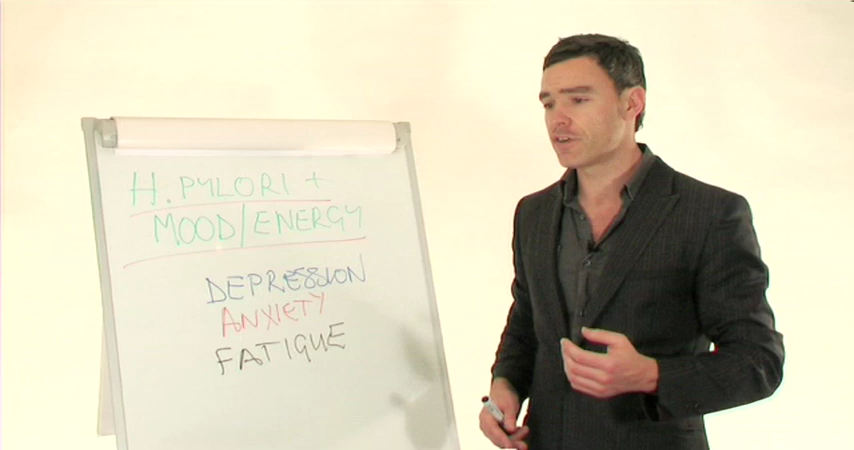 H. PYLORI +
MOOD/ENERGY
DEPRESSION
ANXIETY
FATIGUE